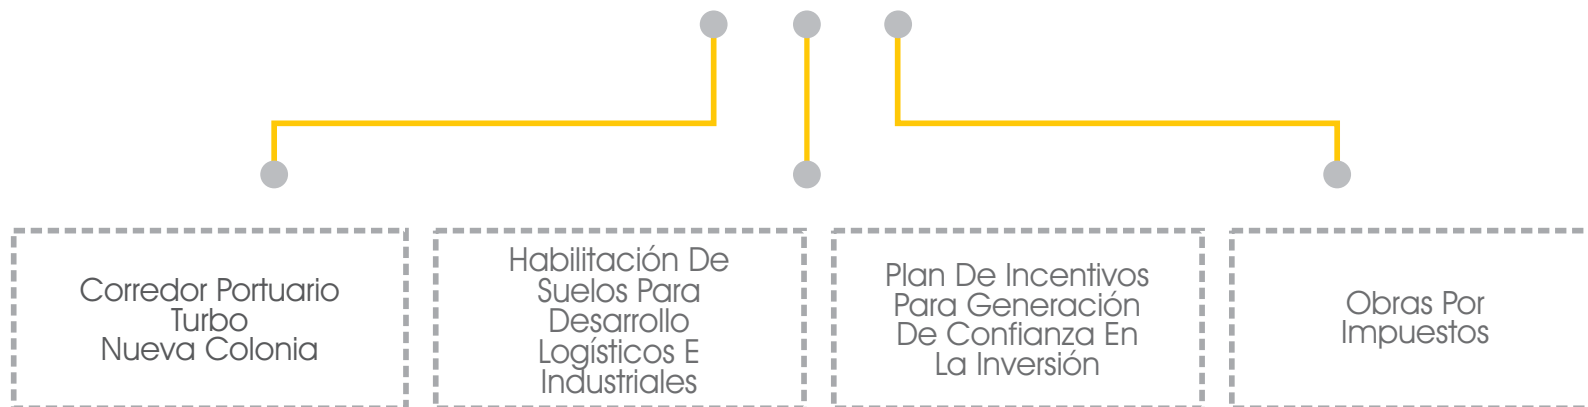 Corredor Portuario
Turbo
Nueva Colonia
Habilitación De
Suelos Para
Desarrollo
Logísticos E
Industriales
Plan De Incentivos
Para Generación
De Confianza En
La Inversión
Obras Por
Impuestos